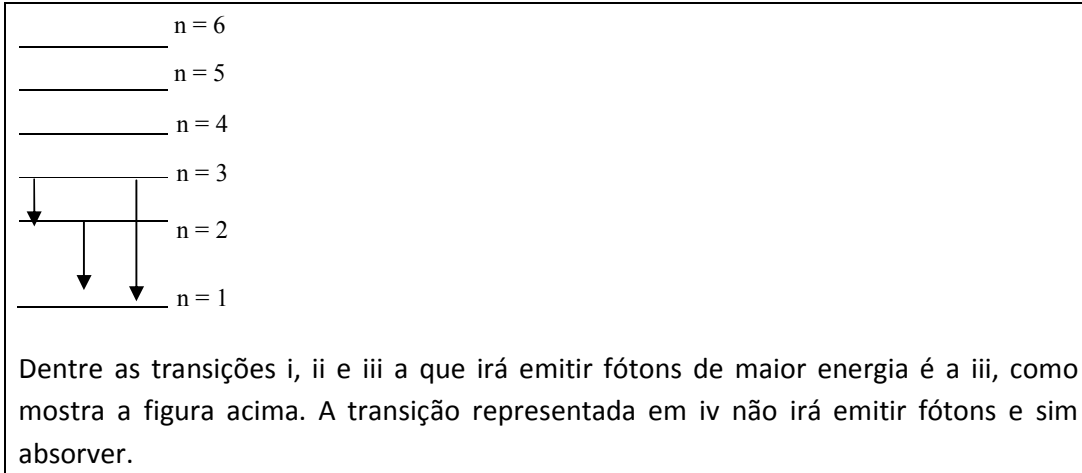 n = 6
n = 5
n = 4
n = 3
n = 2
n = 1
Dentre as transições i, ii e iii a que irá emitir fótons de maior energia é a iii, como
mostra a figura acima. A transição representada em iv não irá emitir fótons e sim
absorver.